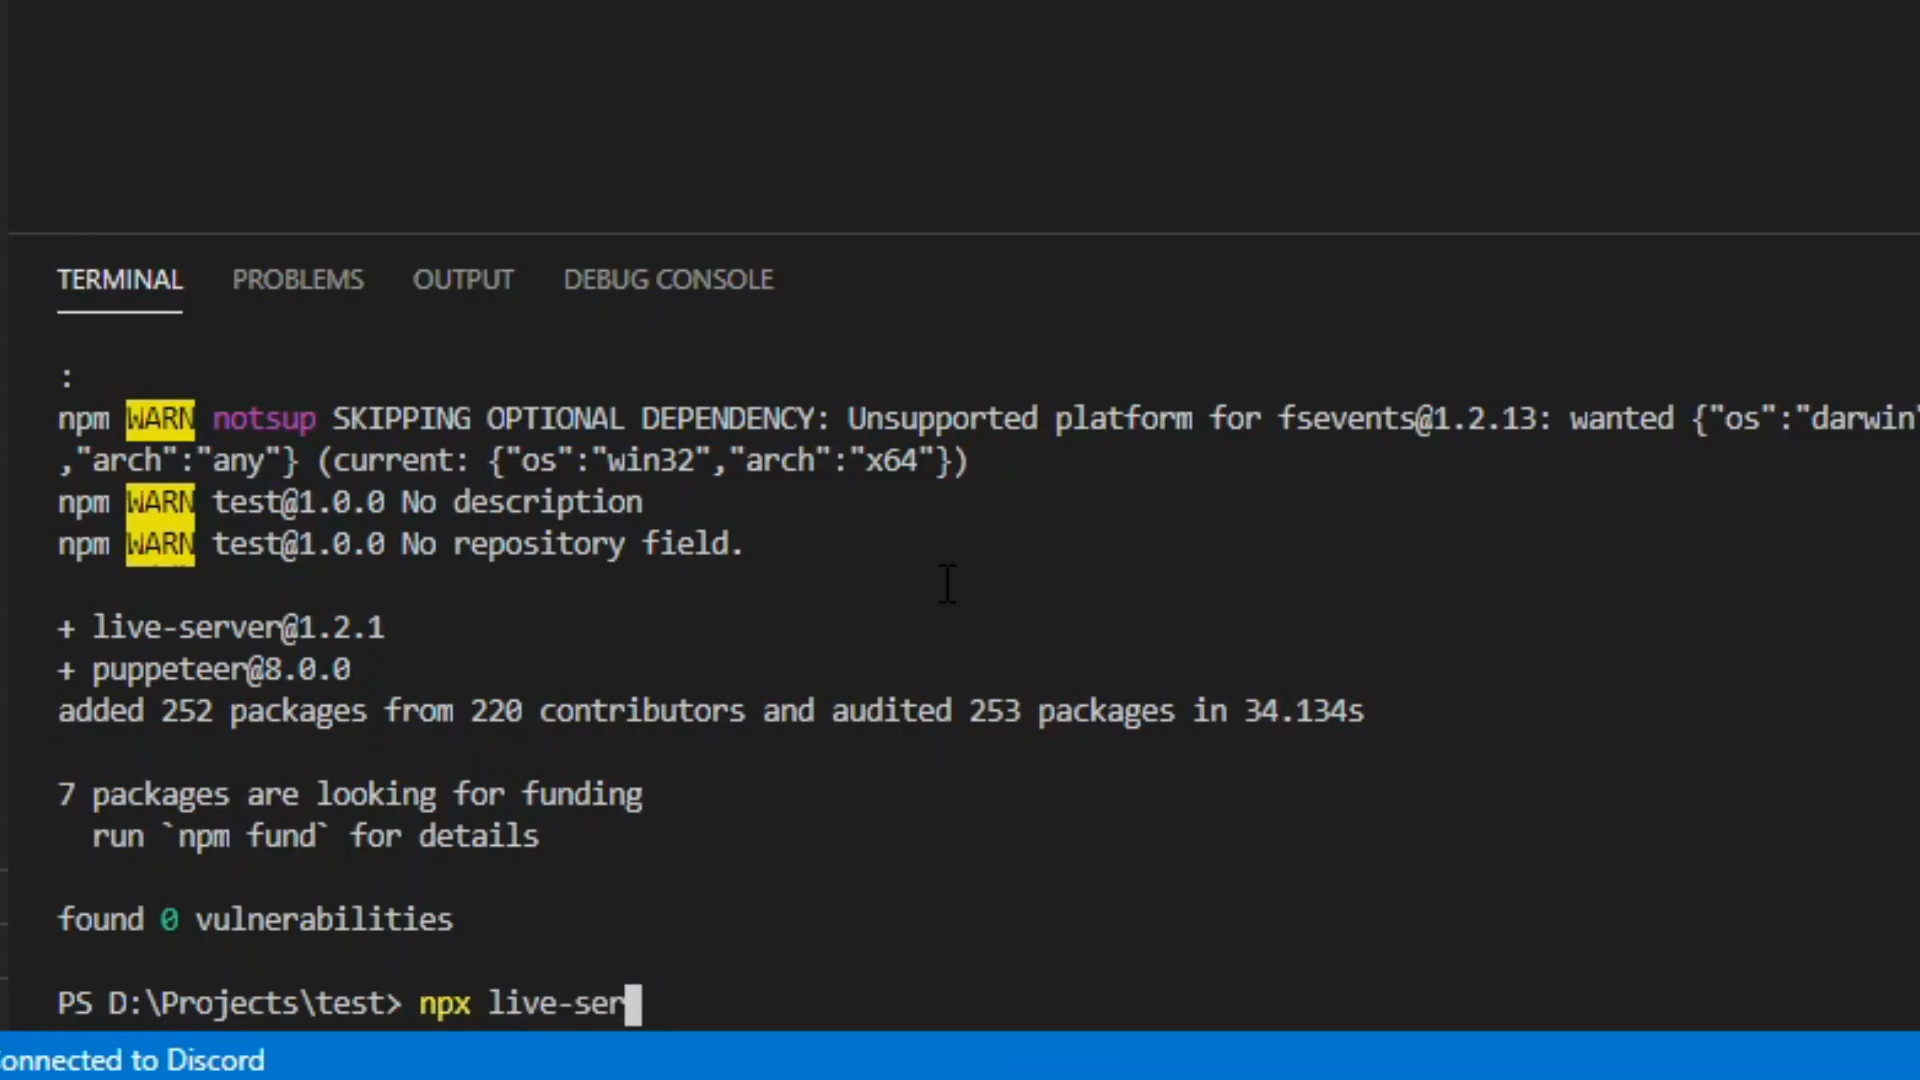 TERMINAL PROBLEMS OUTPUT DEBUG CONSOLE
:
npm WARN notsup SKIPPING OPTIONAL DEPENDENCY: Unsupported platform for fsevents@1.2.13: wanted {"os":"darwin"
,"arch":"any"} (current: {"os":"win32","arch":"x64"})
npm WARN test@1.0.0 No description
npm WARN test@1.0.0 No repository field.
+ live-server@1.2.1
+ puppeteer@8.0.0
added 252 packages from 220 contributors and audited 253 packages in 34.134s
7 packages are looking for funding
run `npm fund` for details
found 0 vulnerabilities
PS D:\Projects\test> npx live-ser
onnected to Discord